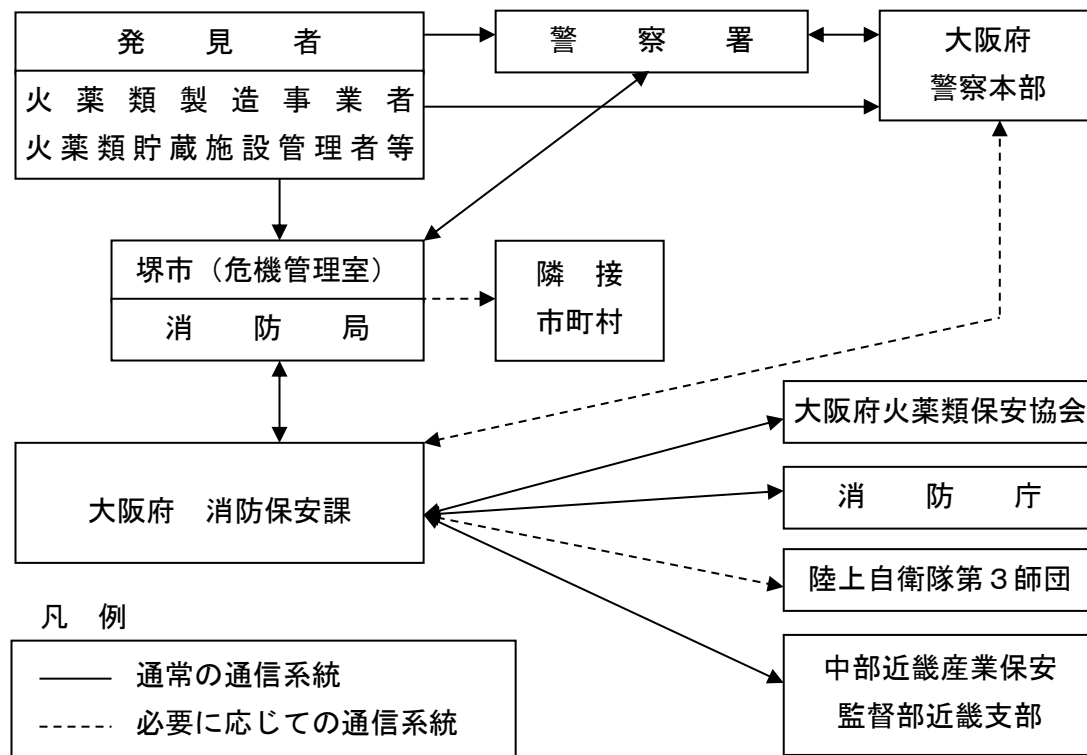 発見者
火薬類製造事業者
火薬類貯蔵施設管理者等
警察署
大阪府
警察本部
堺市（危機管理室）
消防局
隣接
市町村
大阪府　消防保安課
大阪府火薬類保安協会
消防庁
陸上自衛隊第３師団
中部近畿産業保安
監督部近畿支部
凡　例
通常の通信系統
必要に応じての通信系統